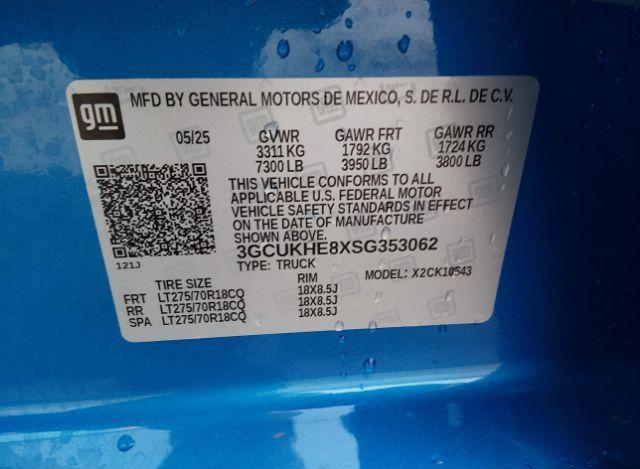 gm
MFD BY GENERAL MOTORS DE MEXICO, S. DE R.L. DE C.V.
05/25 GVWR GAWR FRT GAWR RR
3311 KG 1792 KG 1724 KG
7300 LB 3950 LB 3800 LB
THIS VEHICLE CONFORMS TO ALL
APPLICABLE U.S. FEDERAL MOTOR
VEHICLE SAFETY STANDARDS IN EFFECT
ON THE DATE OF MANUFACTURE
SHOWN ABOVE.
3GCUKHE8XSG353062
121J TYPE: TRUCK MODEL: X2CK10543
TIRE SIZE RIM
FRT LT275/70R18CQ 18X8.5J
RR LT275/70R18CQ 18X8.5J
SPA LT275/70R18CQ 18X8.5J